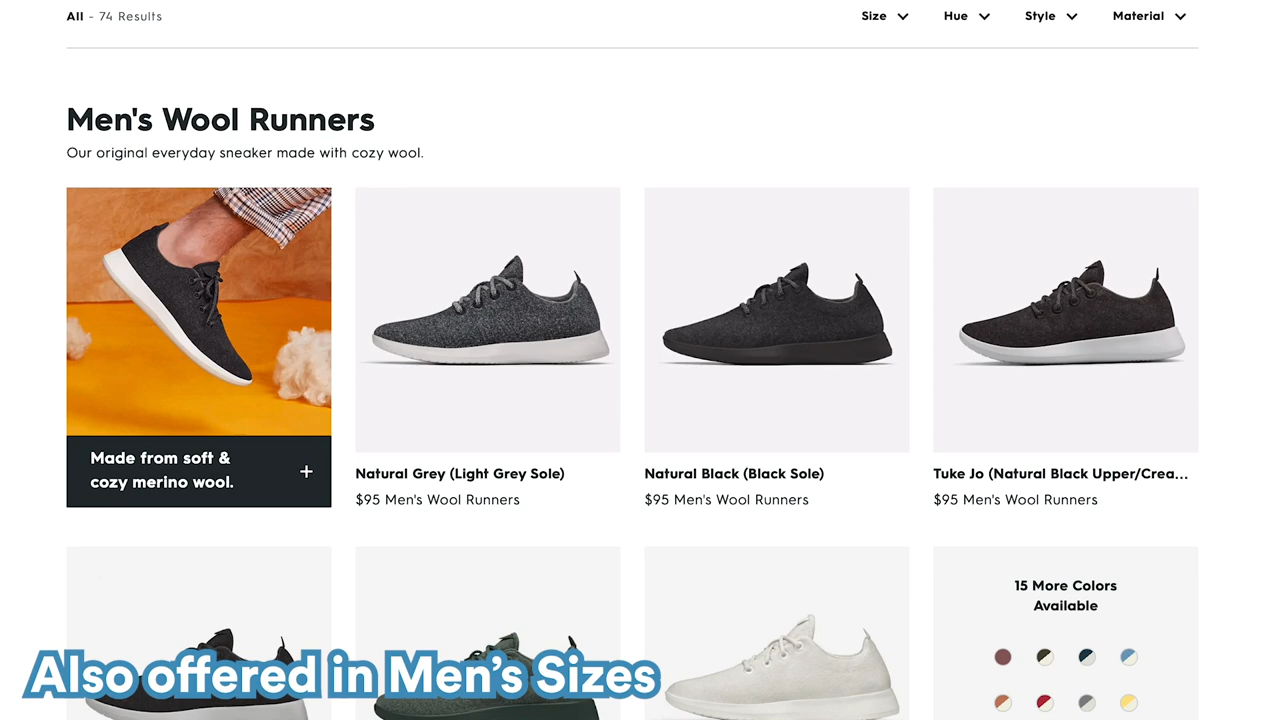 All - 74 Results
Size
Hue
Style
Material
Men's Wool Runners
Our original everyday sneaker made with cozy wool.
Made from soft &
cozy merino wool.
+
Natural Grey (Light Grey Sole)
$95 Men's Wool Runners
Natural Black (Black Sole)
$95 Men's Wool Runners
Tuke Jo (Natural Black Upper/Crea...
$95 Men's Wool Runners
15 More Colors
Available
Also offered in Men's Sizes